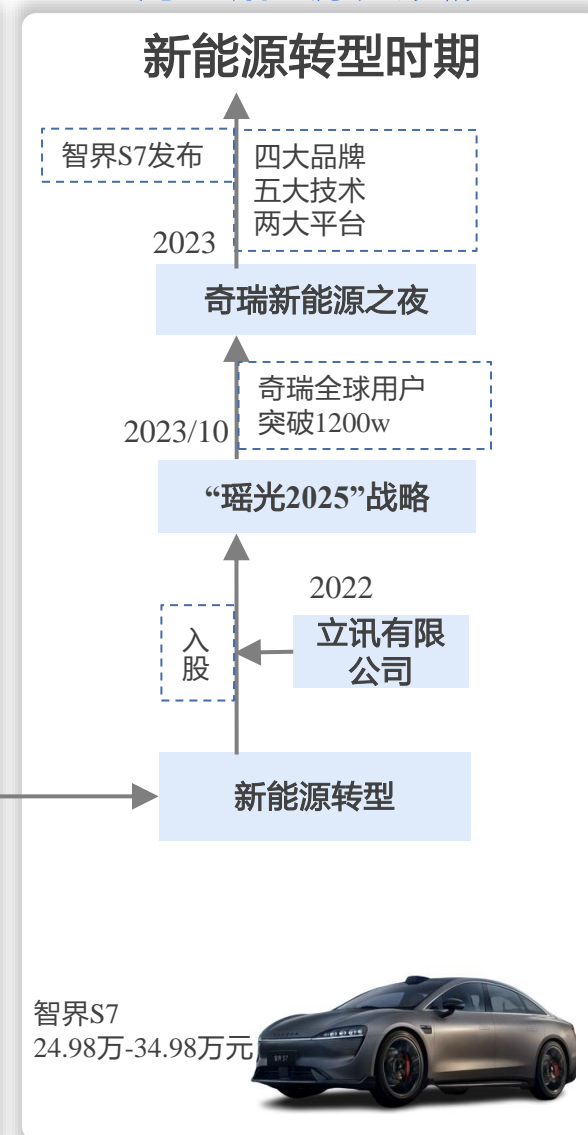 新能源转型时期
智界S7发布
四大品牌
五大技术
两大平台
2023
奇瑞新能源之夜
奇瑞全球用户
突破1200w
2023/10
“瑶光2025”战略
2022
入
股
立讯有限
公司
新能源转型
智界S7
24.98万-34.98万元